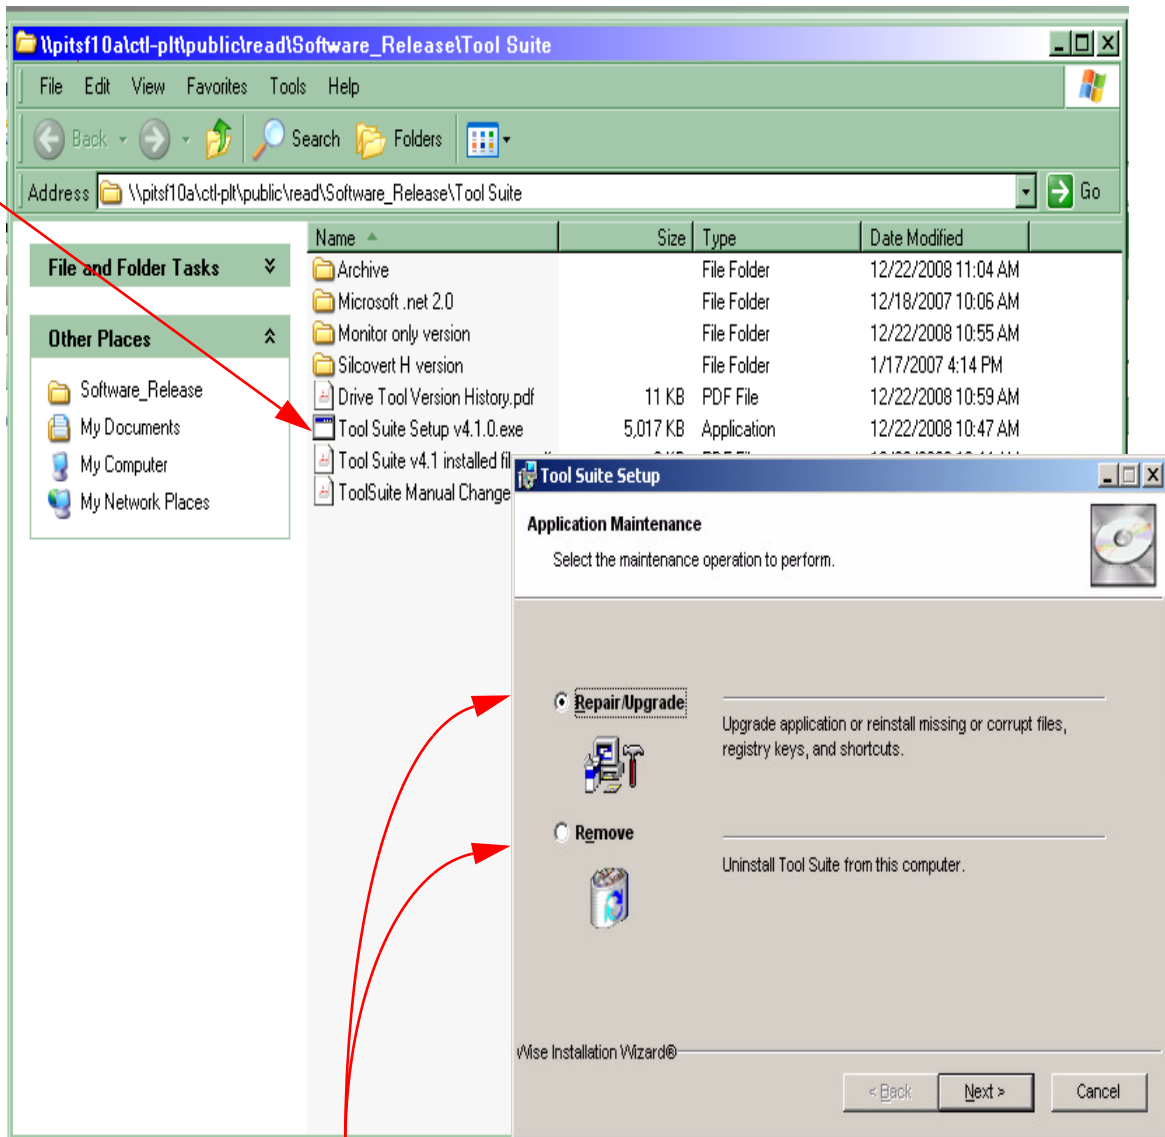 \\pitsf10a\ctl-plt\public\read\Software_Release\Tool Suite
File Edit View Favorites Tools Help
Back Search Folders
Address \\pitsf10a\ctl-plt\public\read\Software_Release\Tool Suite Go
Name Size Type Date Modified
File and Folder Tasks
Other Places
Software_Release
My Documents
My Computer
My Network Places
Archive File Folder 12/22/2008 11:04 AM
Microsoft .net 2.0 File Folder 12/18/2007 10:06 AM
Monitor only version File Folder 12/22/2008 10:55 AM
Silcovert H version File Folder 1/17/2007 4:14 PM
Drive Tool Version History.pdf 11 KB PDF File 12/22/2008 10:59 AM
Tool Suite Setup v4.1.0.exe 5,017 KB Application 12/22/2008 10:47 AM
Tool Suite v4.1 installed
ToolSuite Manual Change
Tool Suite Setup
Application Maintenance
Select the maintenance operation to perform.
Repair/Upgrade
Upgrade application or reinstall missing or corrupt files,
registry keys, and shortcuts.
Remove
Uninstall Tool Suite from this computer.
Wise Installation Wizard®
< Back Next > Cancel